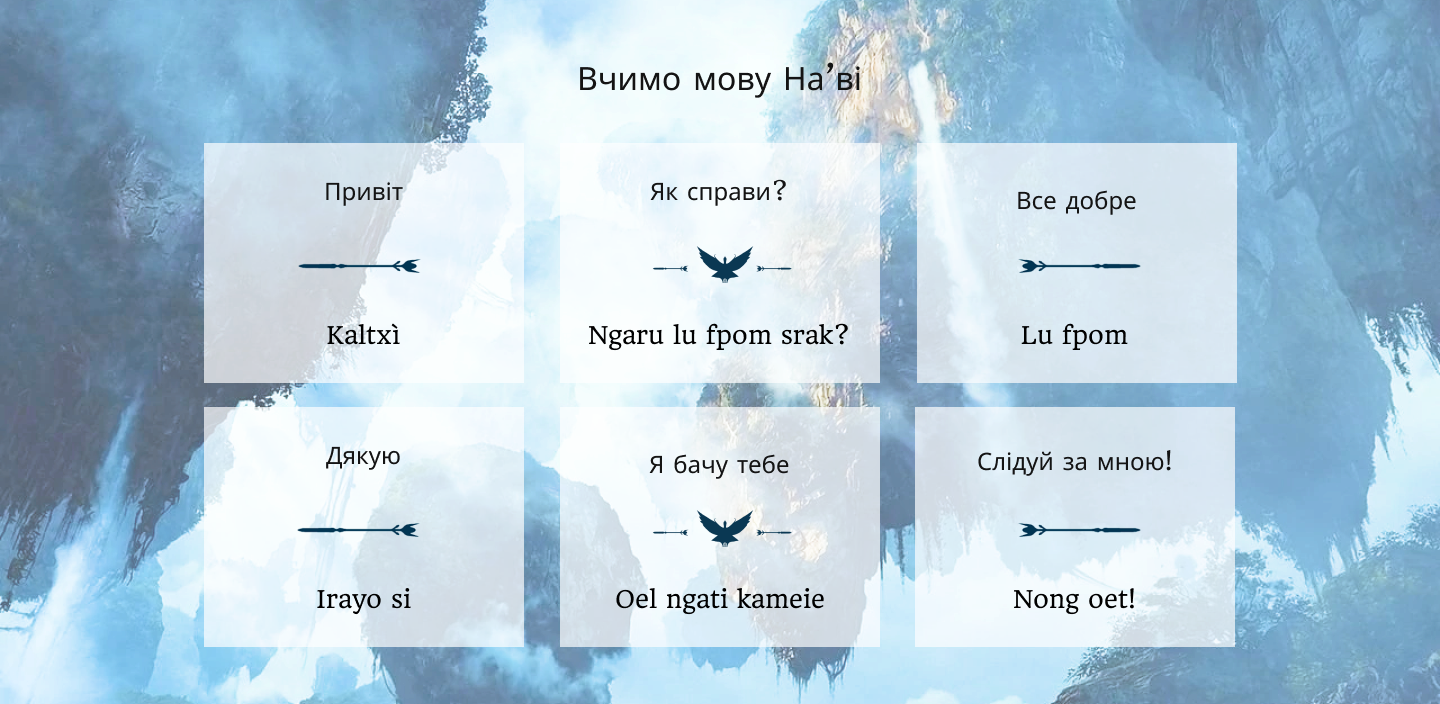 Вчимо мову На’ві
Привіт
Kaltxì
Як справи?
Ngaru lu fpom srak?
Все добре
Lu fpom
Дякую
Irayo si
Я бачу тебе
Oel ngati kameie
Слідуй за мною!
Nong oet!